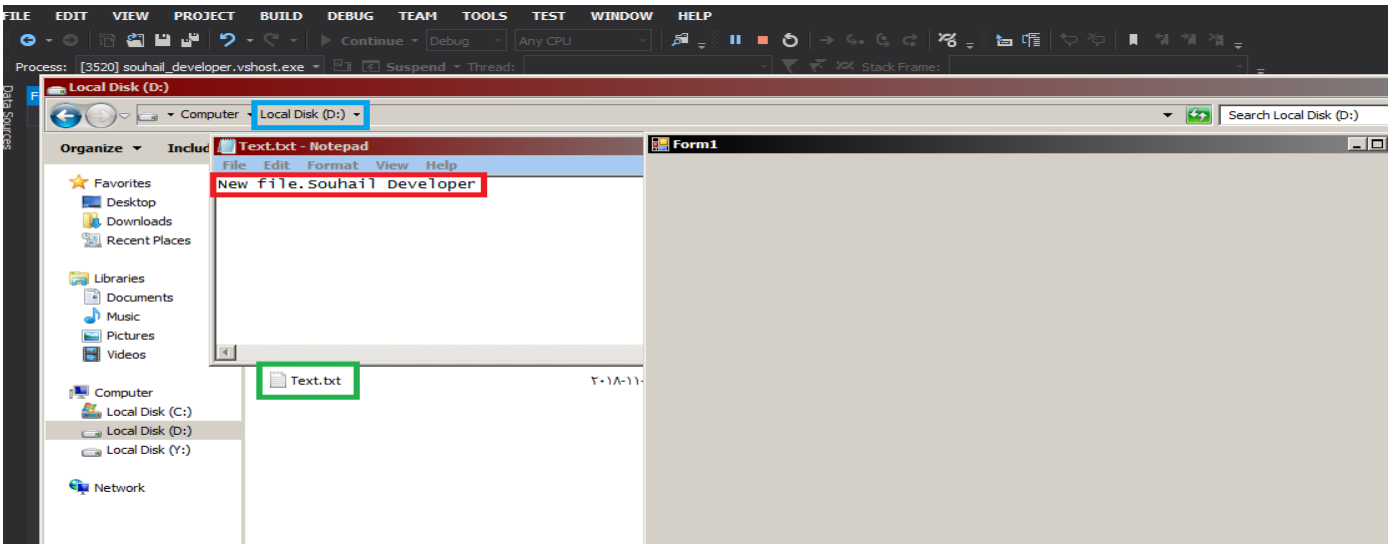 FILE EDIT VIEW PROJECT BUILD DEBUG TEAM TOOLS TEST WINDOW HELP
Continue Debug Any CPU
Process: [3520] souhail_developer.vshost.exe Suspend Thread: Stack Frame:
Data Sources
F
Local Disk (D:)
Computer Local Disk (D:) Search Local Disk (D:)
Organize Includ
Text.txt - Notepad
File Edit Format View Help
New file.Souhail Developer
Form1
Favorites
Desktop
Downloads
Recent Places
Libraries
Documents
Music
Pictures
Videos
Text.txt ٢٠١٨-١١-
Computer
Local Disk (C:)
Local Disk (D:)
Local Disk (Y:)
Network